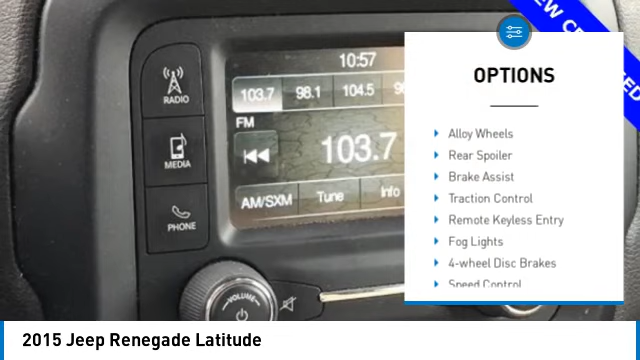 10:57
RADIO
103.7
98.1
104.5
FM
MEDIA
103.7
PHONE
AM/SXM
Tune
Info
VOLUME
OPTIONS
Alloy Wheels
Rear Spoiler
Brake Assist
Traction Control
Remote Keyless Entry
Fog Lights
4-wheel Disc Brakes
Speed Control
2015 Jeep Renegade Latitude